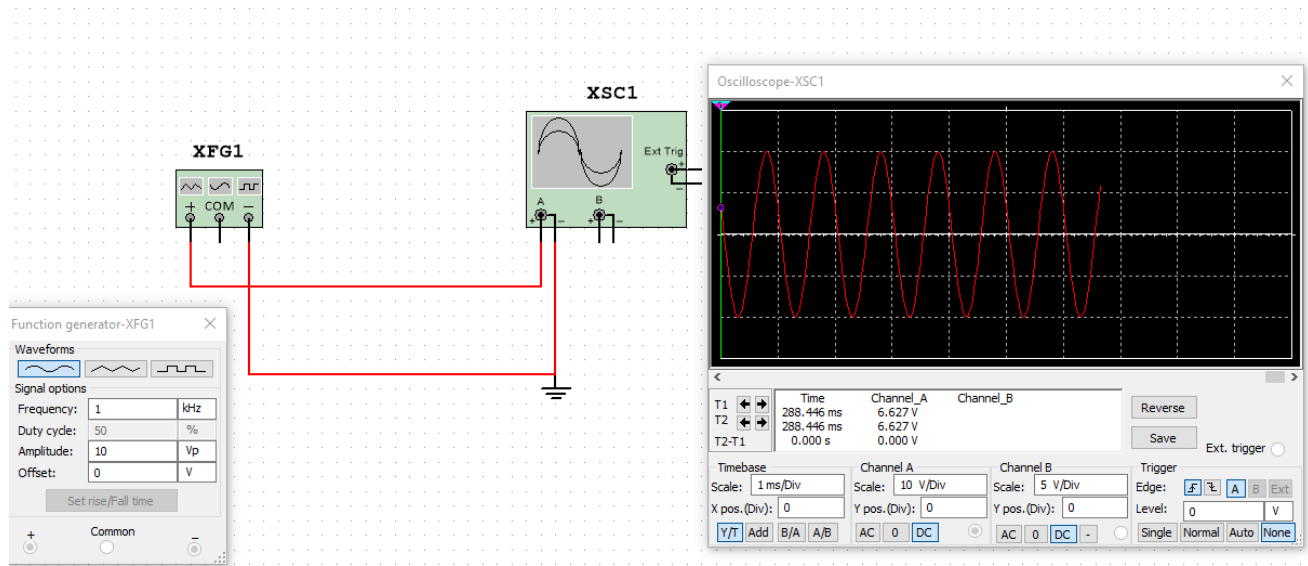 XFG1
+ COM −
XSC1
Ext Trig
+
−
A
B
+ −
+ −
Function generator-XFG1
Waveforms
Signal options
Frequency: 1 kHz
Duty cycle: 50 %
Amplitude: 10 Vp
Offset: 0 V
Set rise/Fall time
+ Common −
Oscilloscope-XSC1
Time Channel_A Channel_B
T1 288.446 ms 6.627 V
T2 288.446 ms 6.627 V
T2-T1 0.000 s 0.000 V
Reverse
Save
Ext. trigger
Timebase
Scale: 1 ms/Div
X pos.(Div): 0
Y/T Add B/A A/B
Channel A
Scale: 10 V/Div
Y pos.(Div): 0
AC 0 DC
Channel B
Scale: 5 V/Div
Y pos.(Div): 0
AC 0 DC -
Trigger
Edge: A B Ext
Level: 0 V
Single Normal Auto None